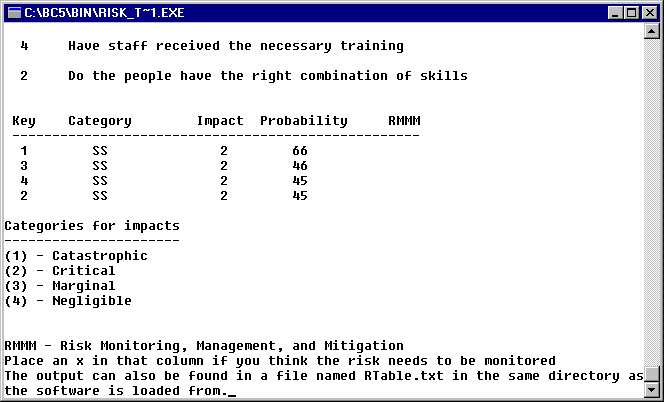 C:\BC5\BIN\RISK_T~1.EXE
4 Have staff received the necessary training
2 Do the people have the right combination of skills
Key Category Impact Probability RMMM
---------------------------------------------------
1 SS 2 66
3 SS 2 46
4 SS 2 45
2 SS 2 45
Categories for impacts
----------------------
(1) - Catastrophic
(2) - Critical
(3) - Marginal
(4) - Negligible
RMMM - Risk Monitoring, Management, and Mitigation
Place an x in that column if you think the risk needs to be monitored
The output can also be found in a file named RTable.txt in the same directory as
the software is loaded from._